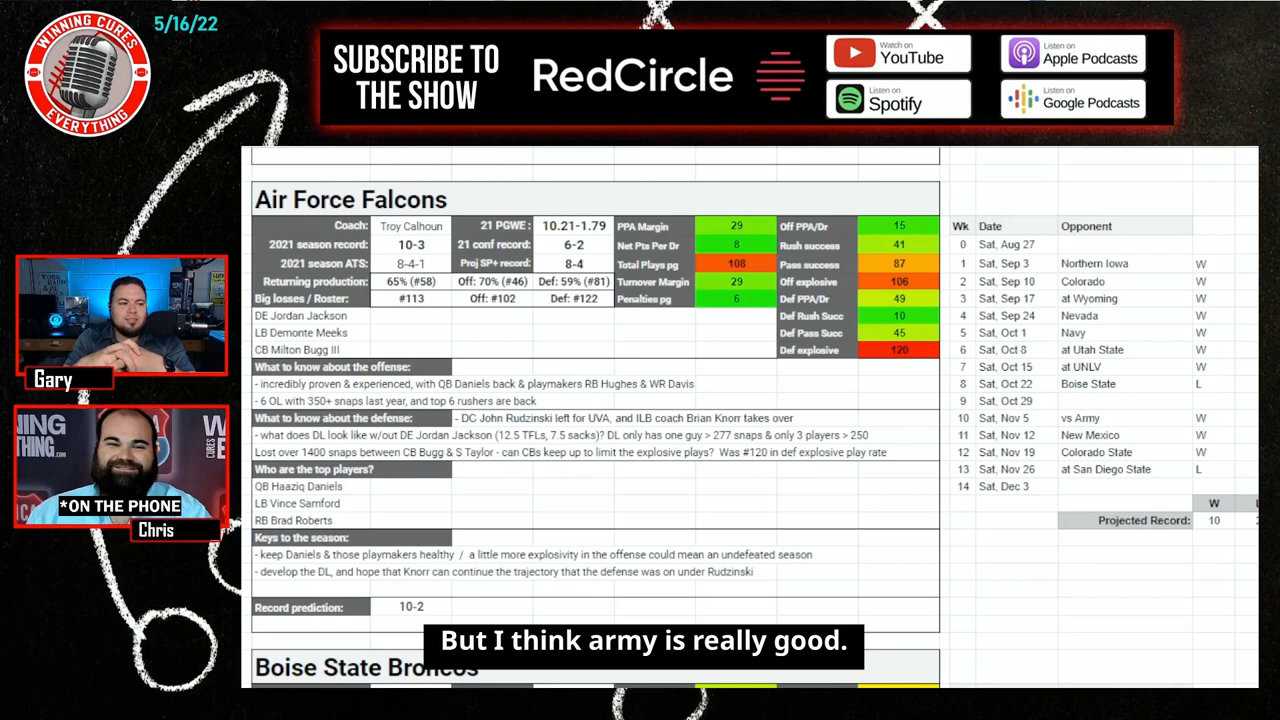 WINNING CURES
EVERYTHING
5/16/22
SUBSCRIBE TO
THE SHOW
RedCircle
Watch on
YouTube
Listen on
Apple Podcasts
Listen on
Spotify
Listen on
Google Podcasts
Air Force Falcons
Coach: Troy Calhoun 21 PGWE : 10.21-1.79 PPA Margin 29 Off PPA/Dr 15
2021 season record: 10-3 21 conf record: 6-2 Net Pts Per Dr 8 Rush success 41
2021 season ATS: 8-4-1 Proj SP+ record: 8-4 Total Plays pg 108 Pass success 87
Returning production: 65% (#58) Off: 70% (#46) Def: 59% (#81) Turnover Margin 29 Off explosive 106
Big losses / Roster: #113 Off: #102 Def: #122 Penalties pg 6 Def PPA/Dr 49
DE Jordan Jackson Def Rush Succ 10
LB Demonte Meeks Def Pass Succ 45
CB Milton Bugg III Def explosive 120
What to know about the offense:
- incredibly proven & experienced, with QB Daniels back & playmakers RB Hughes & WR Davis
- 6 OL with 350+ snaps last year, and top 6 rushers are back
What to know about the defense: - DC John Rudzinski left for UVA, and ILB coach Brian Knorr takes over
- what does DL look like w/out DE Jordan Jackson (12.5 TFLs, 7.5 sacks)? DL only has one guy > 277 snaps & only 3 players > 250
Lost over 1400 snaps between CB Bugg & S Taylor - can CBs keep up to limit the explosive plays? Was #120 in def explosive play rate
Who are the top players?
QB Haaziq Daniels
LB Vince Samford
RB Brad Roberts
Keys to the season:
- keep Daniels & those playmakers healthy / a little more explosivity in the offense could mean an undefeated season
- develop the DL, and hope that Knorr can continue the trajectory that the defense was on under Rudzinski
Record prediction: 10-2
Boise State Broncos
Wk Date Opponent
0 Sat, Aug 27
1 Sat, Sep 3 Northern Iowa W
2 Sat, Sep 10 Colorado W
3 Sat, Sep 17 at Wyoming W
4 Sat, Sep 24 Nevada W
5 Sat, Oct 1 Navy W
6 Sat, Oct 8 at Utah State W
7 Sat, Oct 15 at UNLV W
8 Sat, Oct 22 Boise State L
9 Sat, Oct 29
10 Sat, Nov 5 vs Army W
11 Sat, Nov 12 New Mexico W
12 Sat, Nov 19 Colorado State W
13 Sat, Nov 26 at San Diego State L
14 Sat, Dec 3
W
Projected Record: 10
Gary
*ON THE PHONE
Chris
But I think army is really good.